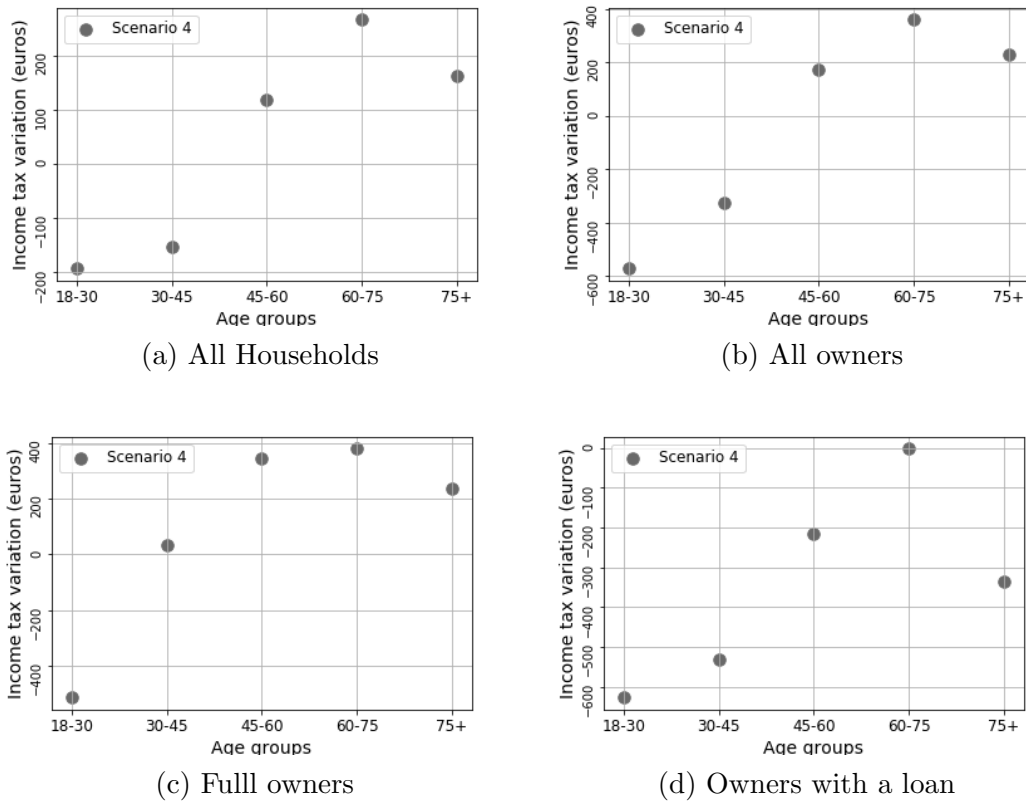 Income tax variation (euros)
200
100
0
−100
−200
Scenario 4
18-30 30-45 45-60 60-75 75+
Age groups
(a) All Households
Income tax variation (euros)
400
200
0
−200
−400
−600
Scenario 4
18-30 30-45 45-60 60-75 75+
Age groups
(b) All owners
Income tax variation (euros)
400
200
0
−200
−400
Scenario 4
18-30 30-45 45-60 60-75 75+
Age groups
(c) Fulll owners
Income tax variation (euros)
0
−100
−200
−300
−400
−500
−600
Scenario 4
18-30 30-45 45-60 60-75 75+
Age groups
(d) Owners with a loan